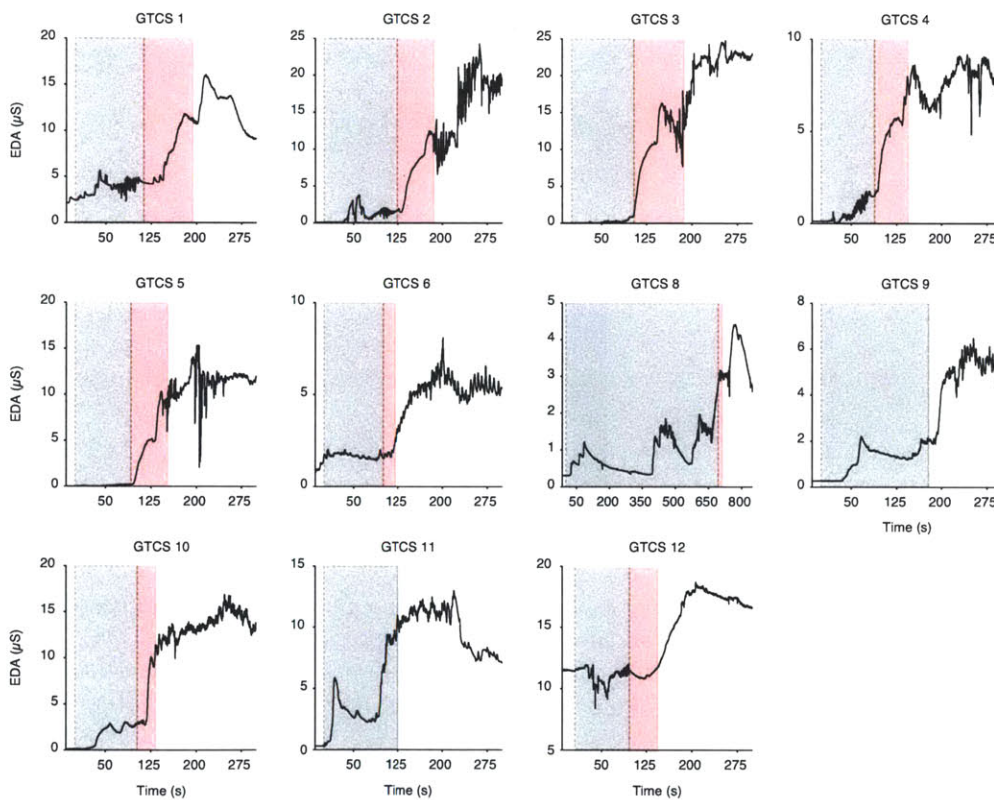 GTCS 1 GTCS 2 GTCS 3 GTCS 4
20 25 25 10
15 20 20
10 15 15 5
5 10 10
0 5 5 0
0 0
EDA (µS)
50 125 200 275 50 125 200 275 50 125 200 275 50 125 200 275
GTCS 5 GTCS 6 GTCS 8 GTCS 9
20 10 5 8
15 4 6
10 5 3 4
5 2 2
0 0 1 0
0
EDA (µS)
50 125 200 275 50 125 200 275 50 200 350 500 650 800 50 125 200 275
Time (s)
GTCS 10 GTCS 11 GTCS 12
20 15 20
15 10 15
10 5 10
5 0 5
0
EDA (µS)
50 125 200 275 50 125 200 275 50 125 200 275
Time (s) Time (s) Time (s)